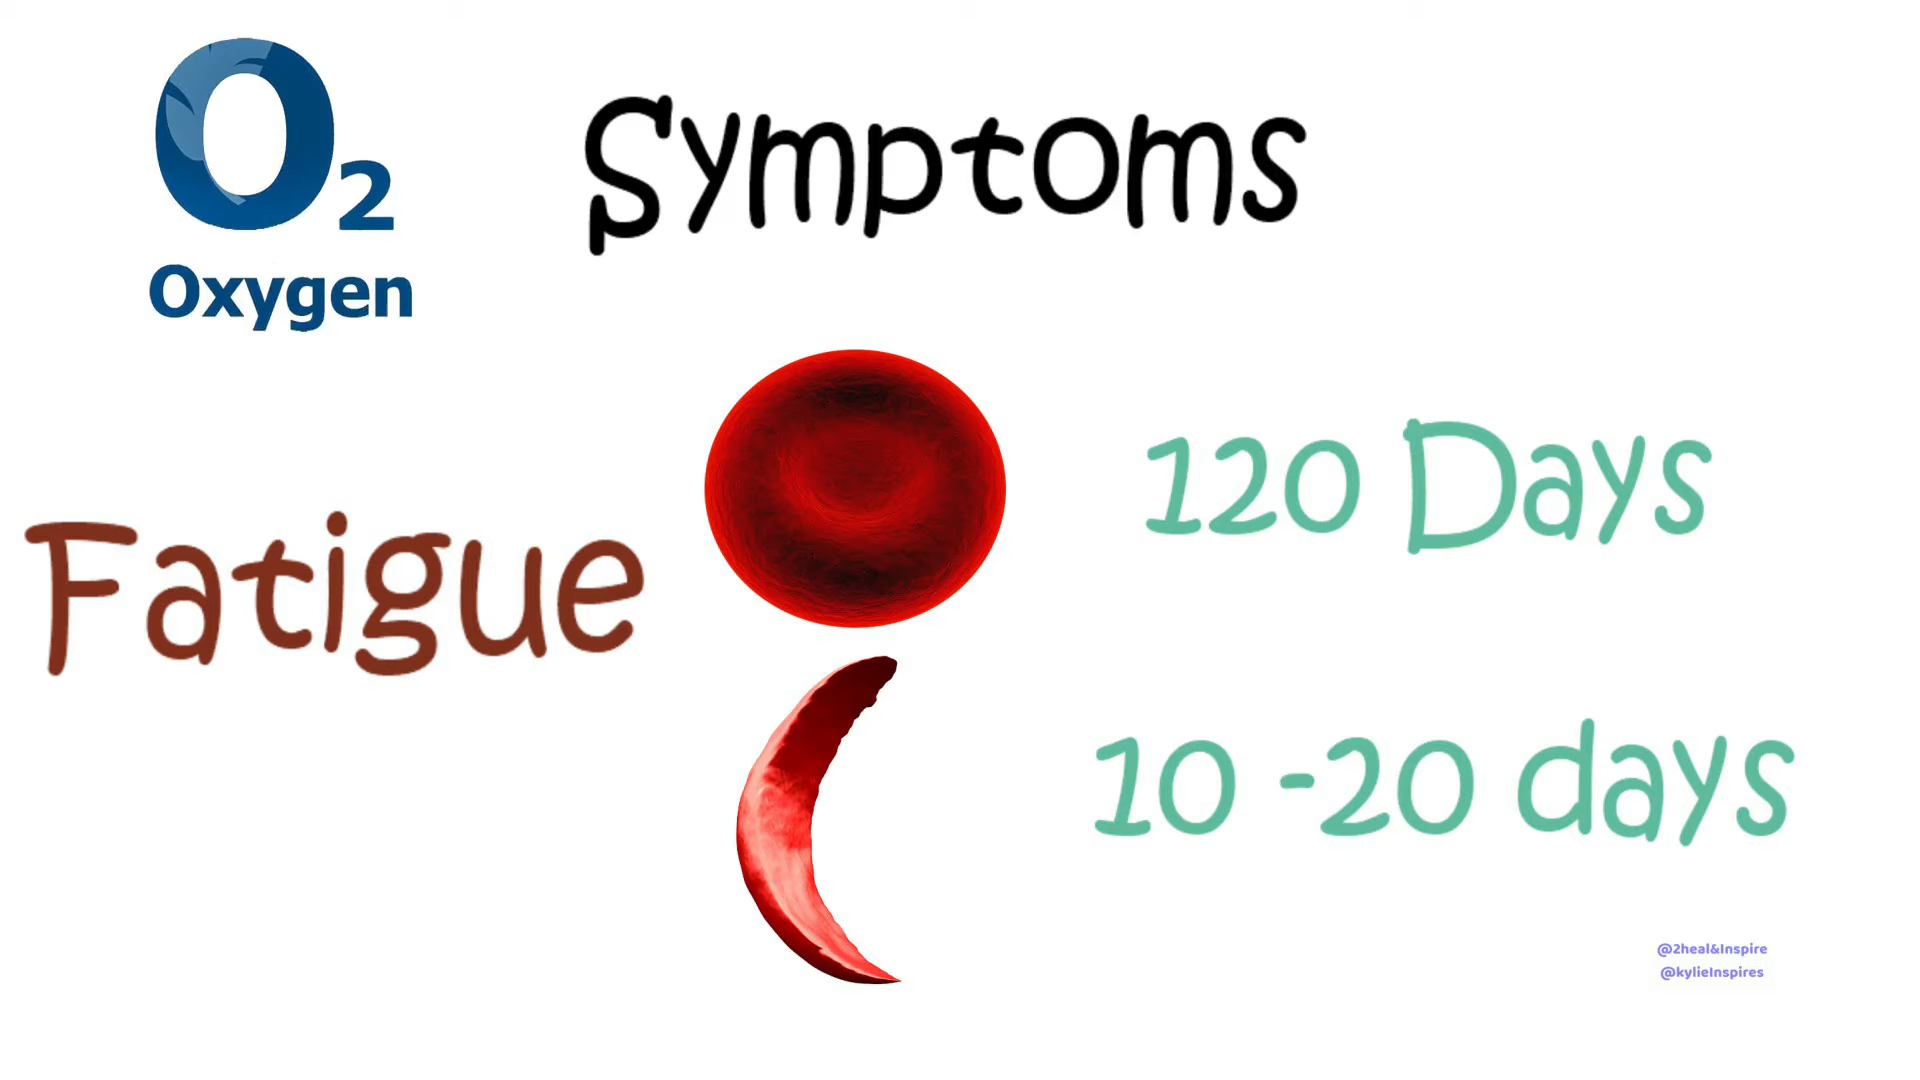 O2
Oxygen
Symptoms
Fatigue
120 Days
10 -20 days
@2heal&Inspire
@kylieInspires